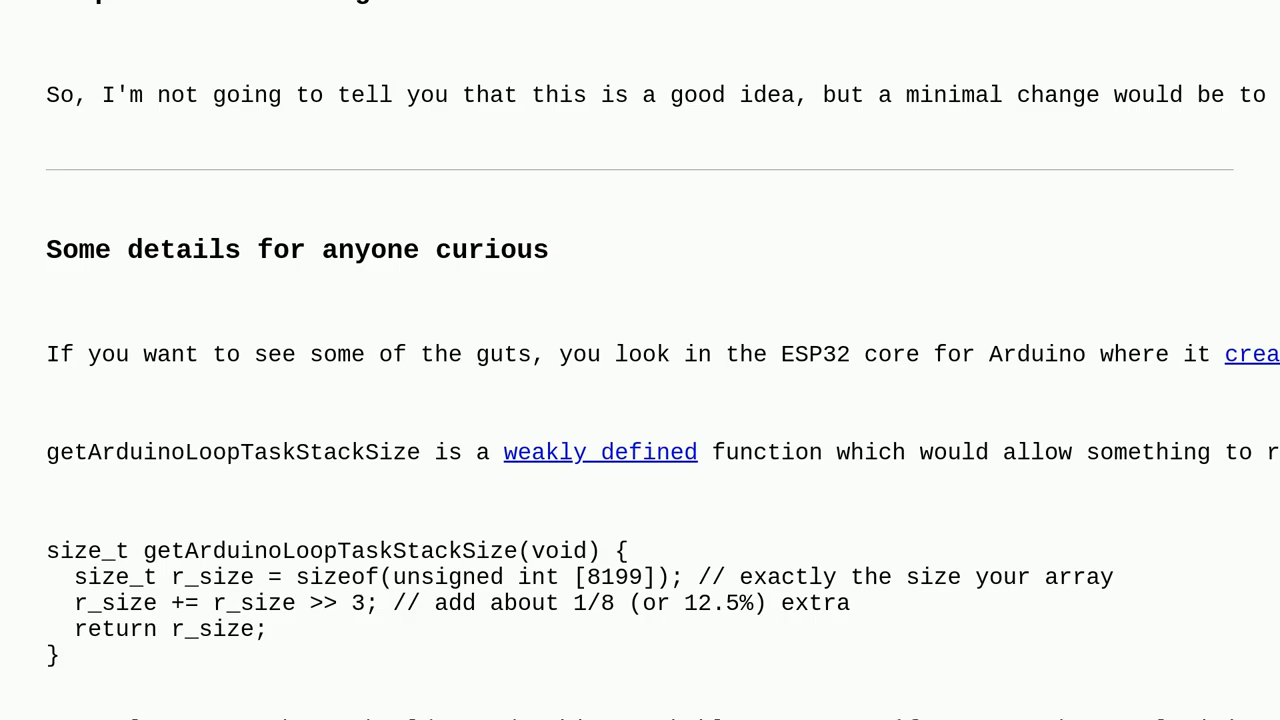 So, I'm not going to tell you that this is a good idea, but a minimal change would be to
Some details for anyone curious
If you want to see some of the guts, you look in the ESP32 core for Arduino where it crea
getArduinoLoopTaskStackSize is a weakly defined function which would allow something to r
size_t getArduinoLoopTaskStackSize(void) {
  size_t r_size = sizeof(unsigned int [8199]); // exactly the size your array
  r_size += r_size >> 3; // add about 1/8 (or 12.5%) extra
  return r_size;
}